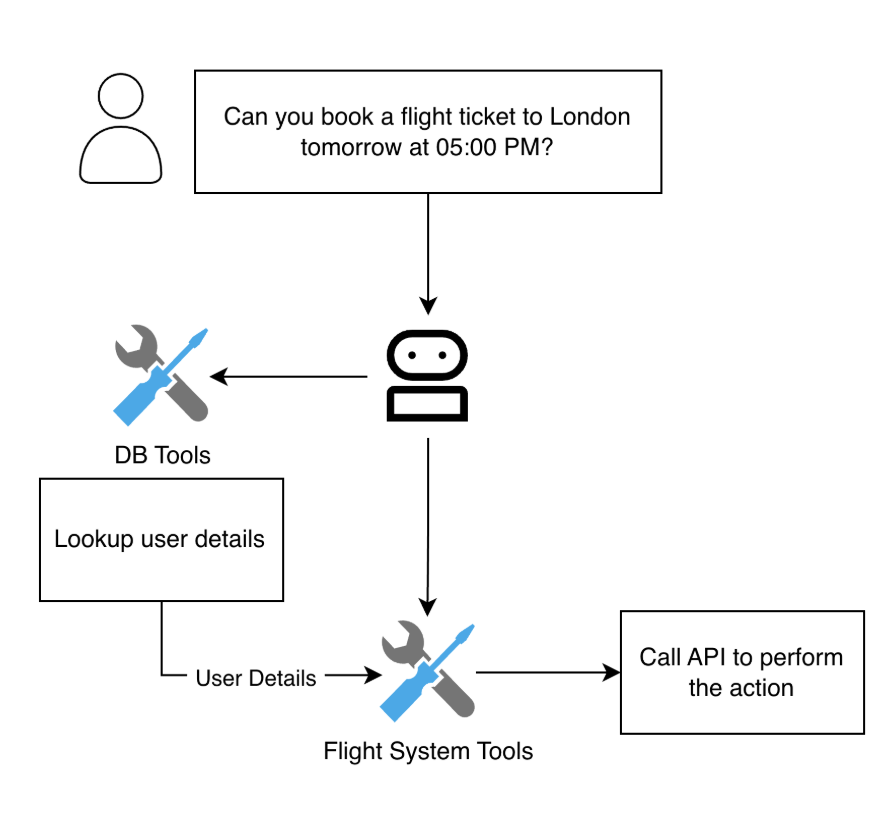 Can you book a flight ticket to London
tomorrow at 05:00 PM?
DB Tools
Lookup user details
User Details
Call API to perform
the action
Flight System Tools